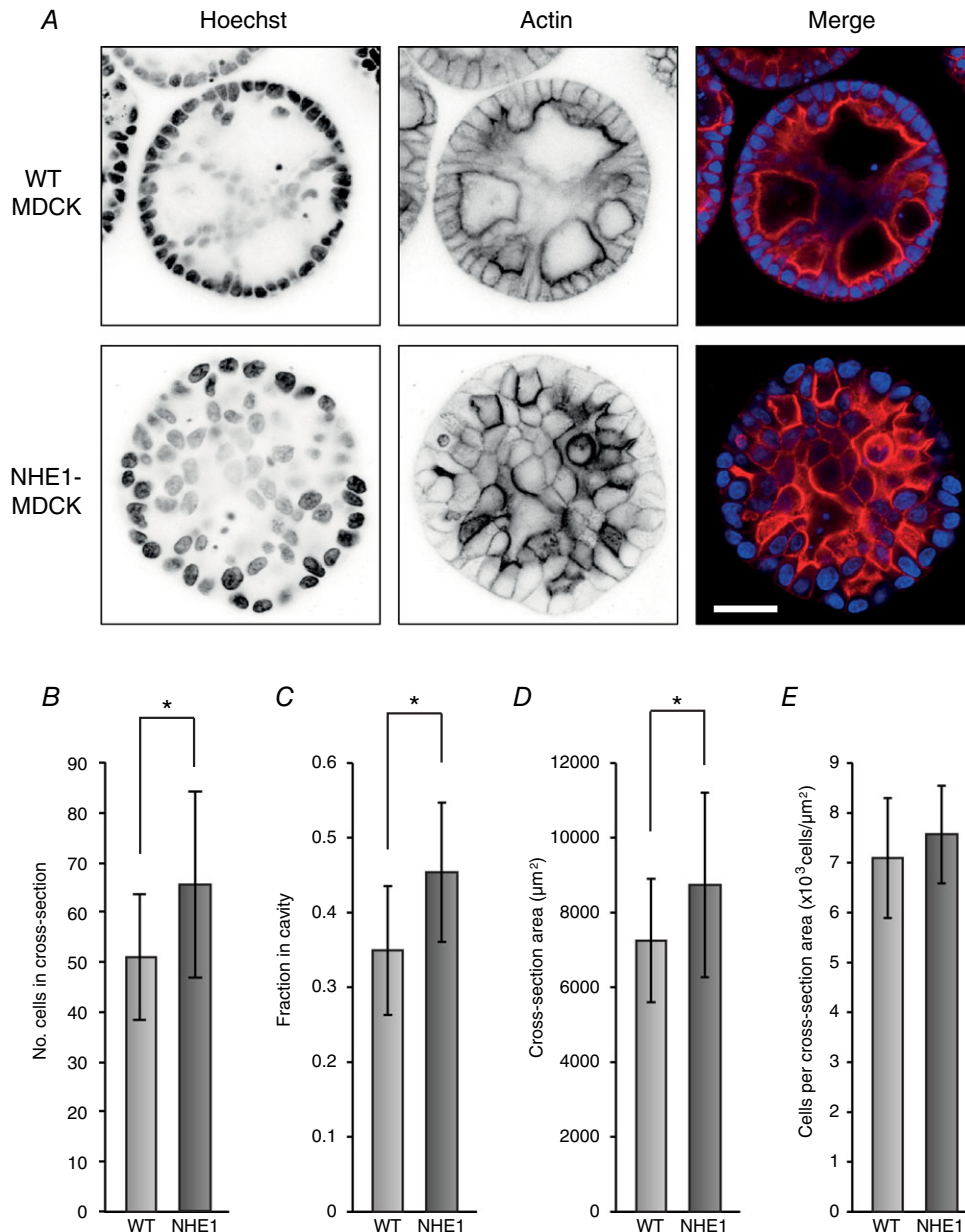 A
Hoechst
Actin
Merge
WT
MDCK
NHE1-
MDCK
B
*
No. cells in cross-section
90
80
70
60
50
40
30
20
10
0
WT
NHE1
C
*
Fraction in cavity
0.6
0.5
0.4
0.3
0.2
0.1
0
WT
NHE1
D
*
Cross-section area (µm²)
12000
10000
8000
6000
4000
2000
0
WT
NHE1
E
Cells per cross-section area (x10³cells/µm²)
9
8
7
6
5
4
3
2
1
0
WT
NHE1